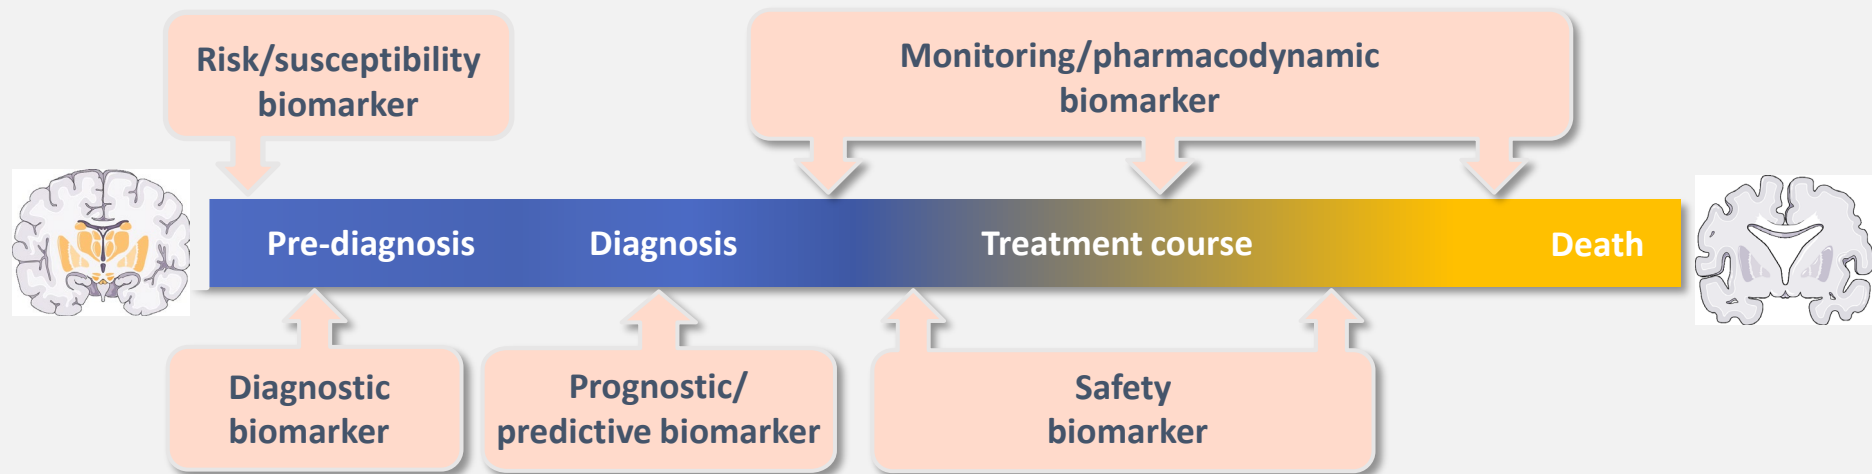 Risk/susceptibility
biomarker
Monitoring/pharmacodynamic
biomarker
Pre-diagnosis
Diagnosis
Treatment course
Death
Diagnostic
biomarker
Prognostic/
predictive biomarker
Safety
biomarker